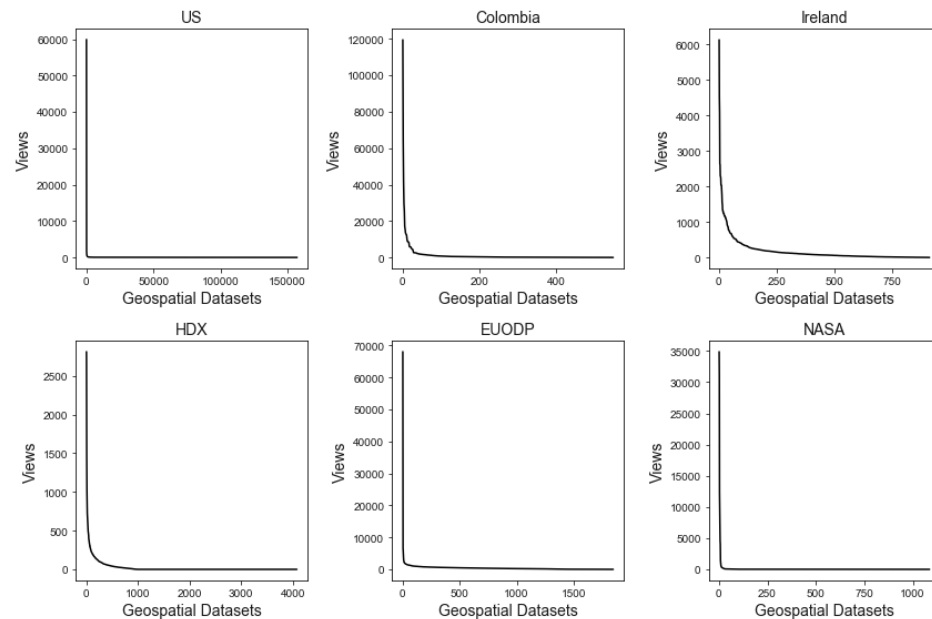 US
60000
50000
40000
30000
20000
10000
0
Views
0 50000 100000 150000
Geospatial Datasets
Colombia
120000
100000
80000
60000
40000
20000
0
Views
0 200 400
Geospatial Datasets
Ireland
6000
5000
4000
3000
2000
1000
0
Views
0 250 500 750
Geospatial Datasets
HDX
2500
2000
1500
1000
500
0
Views
0 1000 2000 3000 4000
Geospatial Datasets
EUODP
70000
60000
50000
40000
30000
20000
10000
0
Views
0 500 1000 1500
Geospatial Datasets
NASA
35000
30000
25000
20000
15000
10000
5000
0
Views
0 250 500 750 1000
Geospatial Datasets